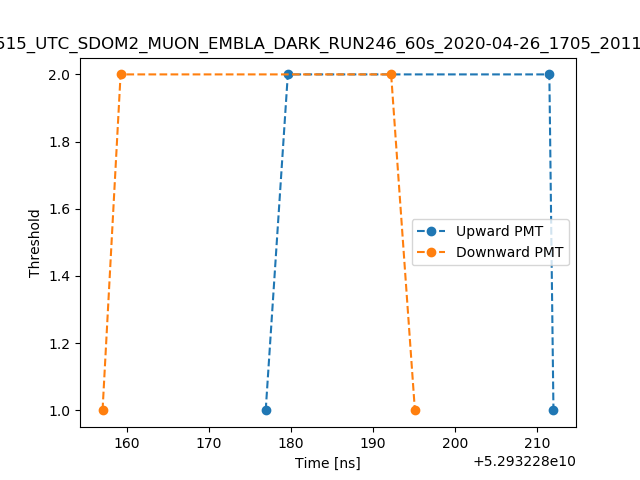 515_UTC_SDOM2_MUON_EMBLA_DARK_RUN246_60s_2020-04-26_1705_2011
2.0
1.8
1.6
1.4
1.2
1.0
Threshold
Upward PMT
Downward PMT
160 170 180 190 200 210
Time [ns]
+5.293228e10